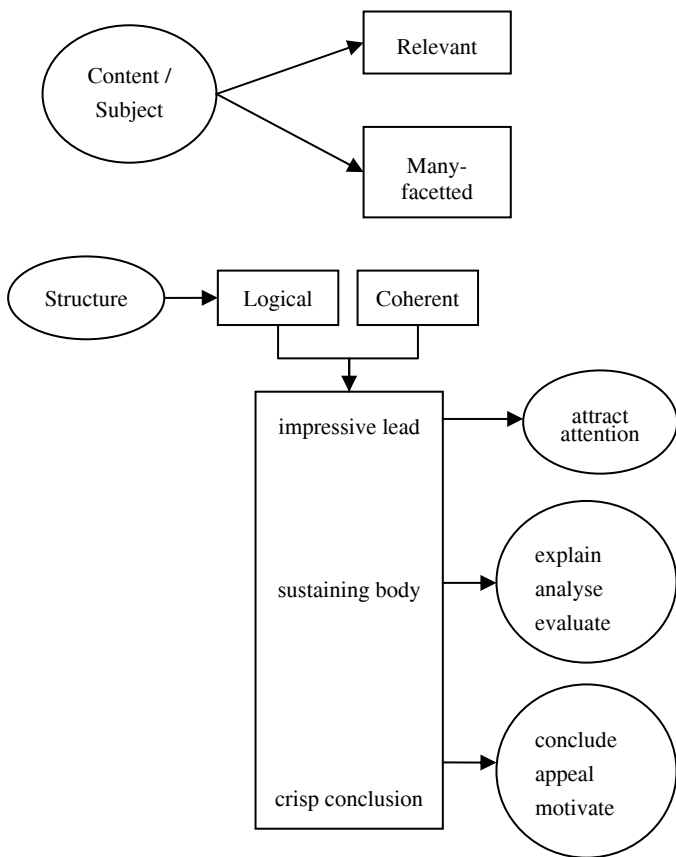 Relevant
Content /
Subject
Many-
facetted
Structure
Logical
Coherent
impressive lead
attract
attention
sustaining body
explain
analyse
evaluate
crisp conclusion
conclude
appeal
motivate